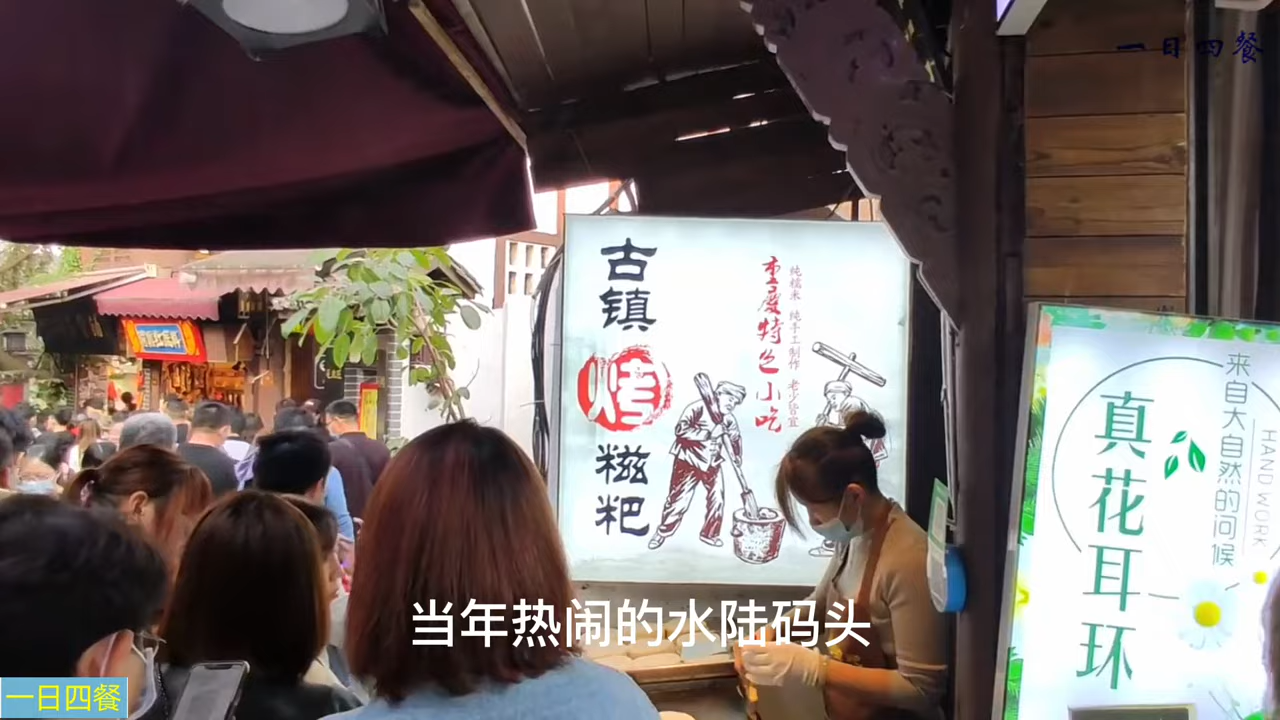 一日四餐
古镇
烤
糍粑
重庆特色小吃
纯糯米 纯手工制作 老少皆宜
来自大自然的问候
HAND WORK
真花耳环
当年热闹的水陆码头
一日四餐